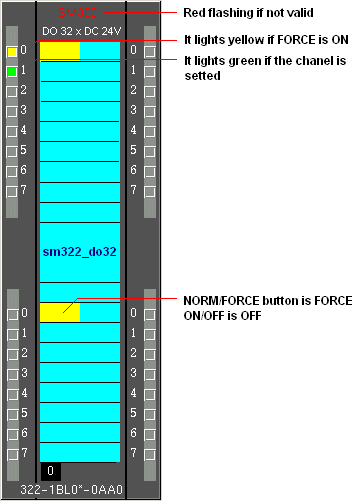 SM322
Red flashing if not valid
DO 32 x DC 24V
It lights yellow if FORCE is ON
It lights green if the chanel is
setted
0 0
1 1
2 2
3 3
4 4
5 5
6 6
7 7
sm322_do32
NORM/FORCE button is FORCE
ON/OFF is OFF
0 0
1 1
2 2
3 3
4 4
5 5
6 6
7 7
0
322-1BL0*-0AA0